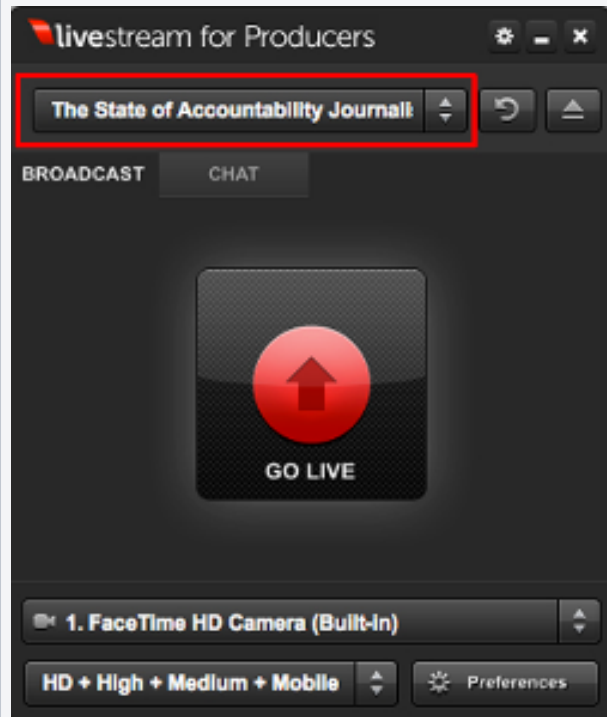 livestream for Producers
The State of Accountability Journali
BROADCAST CHAT
GO LIVE
1. FaceTime HD Camera (Built-in)
HD + High + Medium + Mobile Preferences